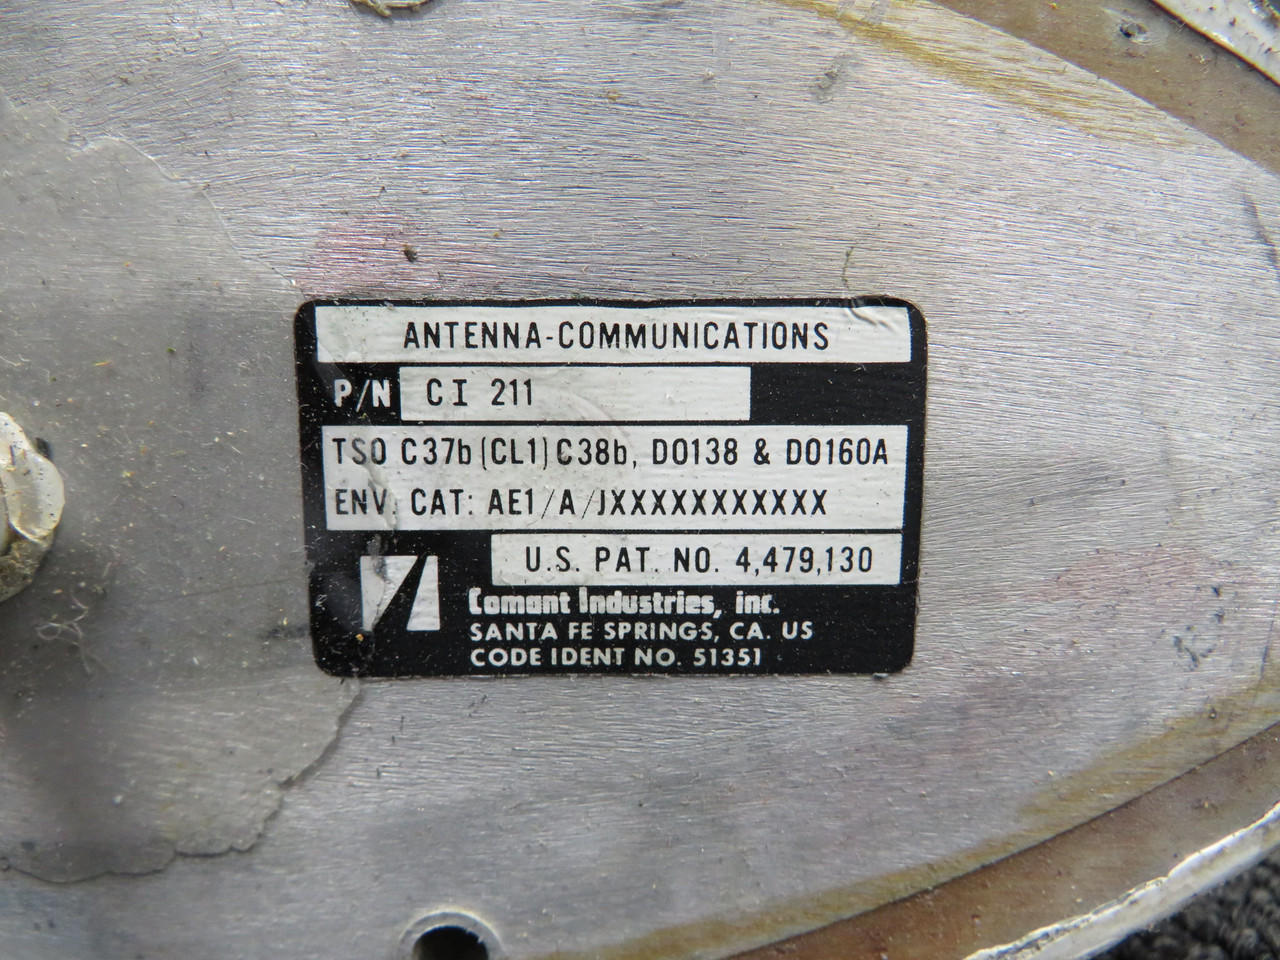 ANTENNA-COMMUNICATIONS
P/N CI 211
TSO C37b (CL1) C38b, DO138 & DO160A
ENV. CAT: AE1/A/JXXXXXXXXXXX
U.S. PAT. NO. 4,479,130
Comant Industries, inc.
SANTA FE SPRINGS, CA. US
CODE IDENT NO. 51351